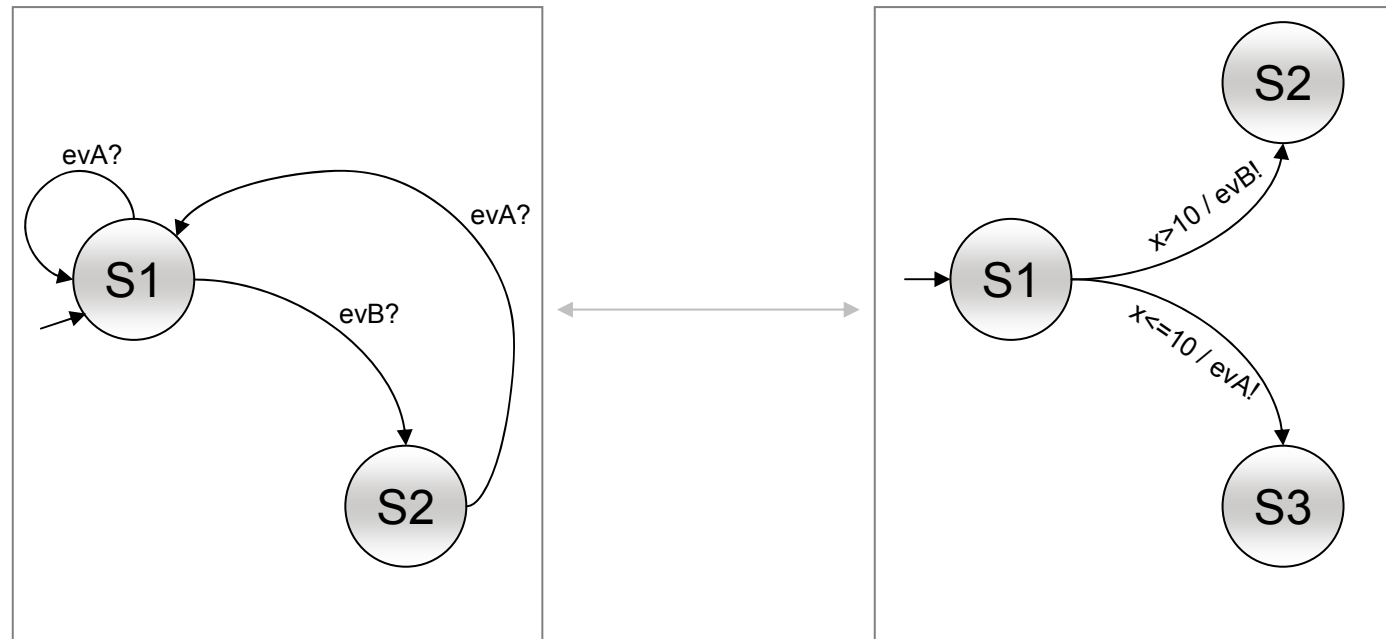 evA?
S1
evB?
evA?
S2
S1
x>10 / evB!
S2
x<=10 / evA!
S3